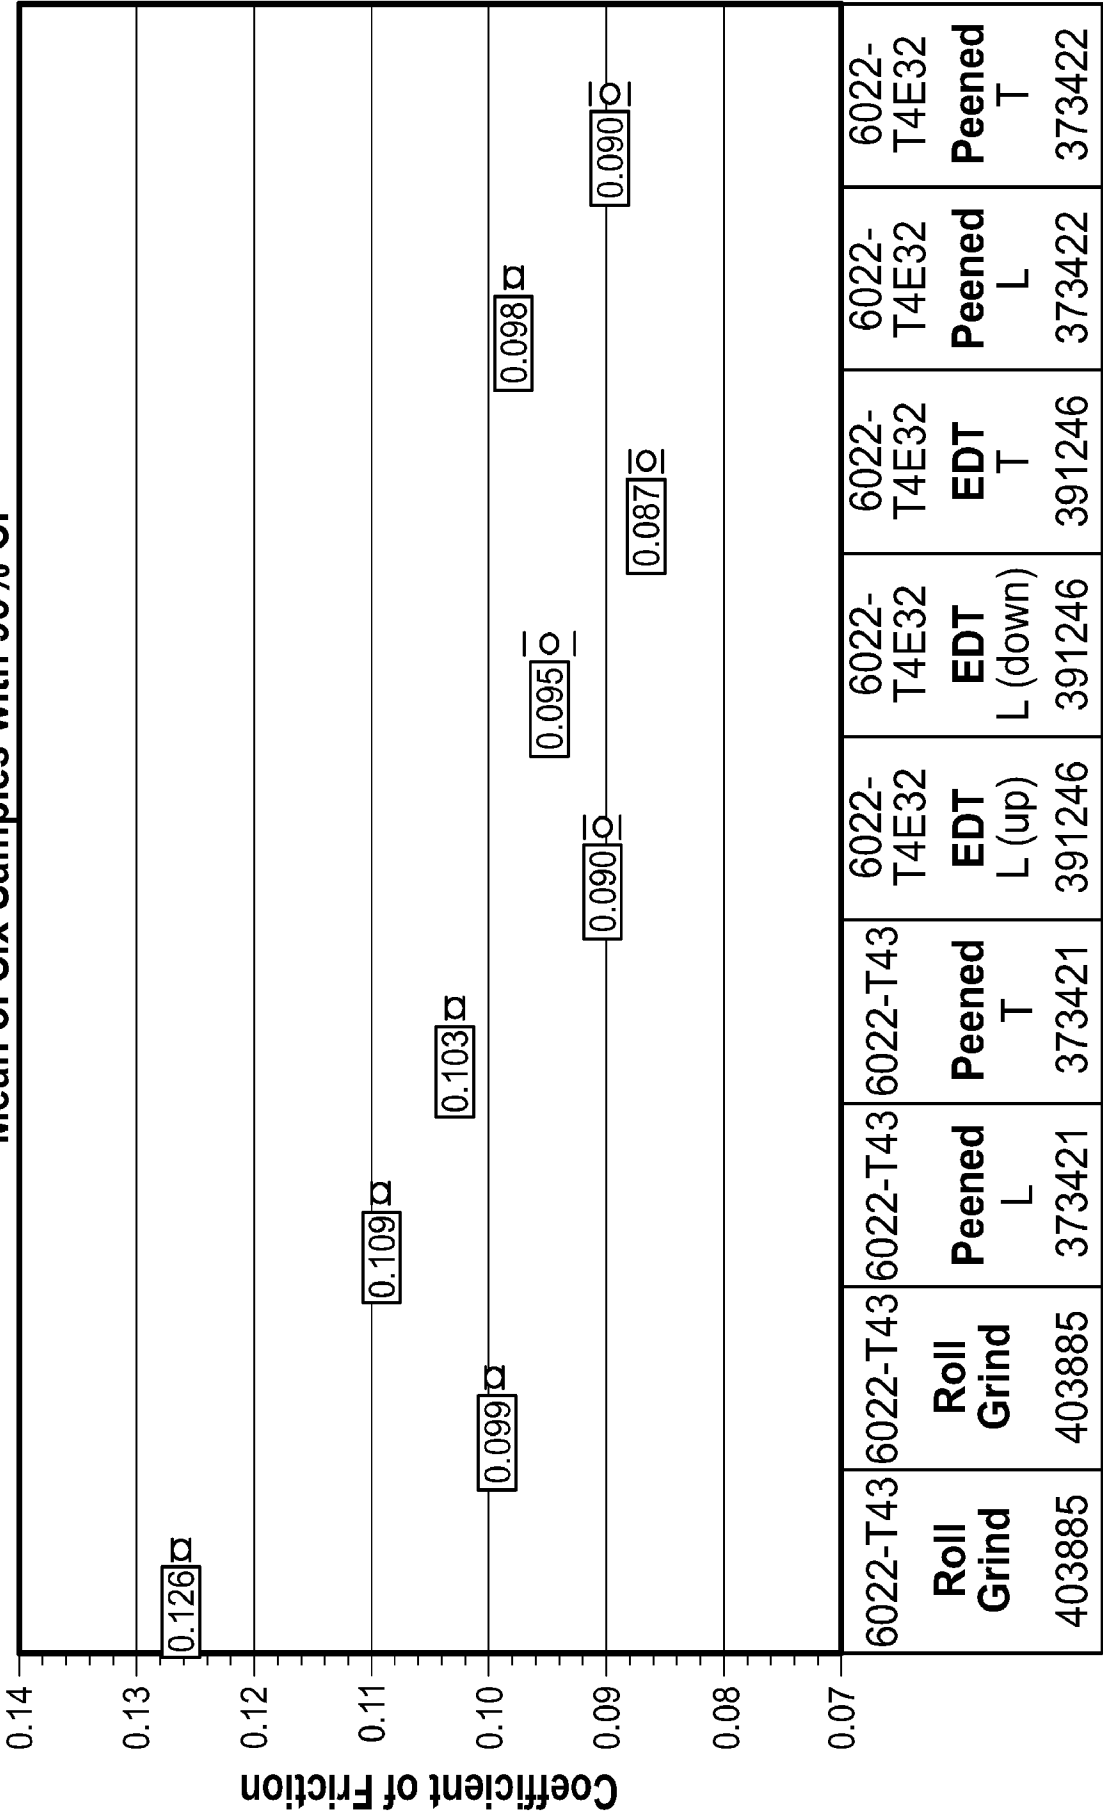 Mean of Six Samples with
Coefficient of Friction
0.14
0.13
0.12
0.11
0.10
0.09
0.08
0.07
0.126
0.099
0.109
0.103
0.090
0.095
0.087
0.098
0.090
6022-T43
Roll
Grind
403885
6022-T43
Roll
Grind
403885
6022-T43
Peened
L
373421
6022-T43
Peened
T
373421
6022-
T4E32
EDT
L (up)
391246
6022-
T4E32
EDT
L (down)
391246
6022-
T4E32
EDT
T
391246
6022-
T4E32
Peened
L
373422
6022-
T4E32
Peened
T
373422